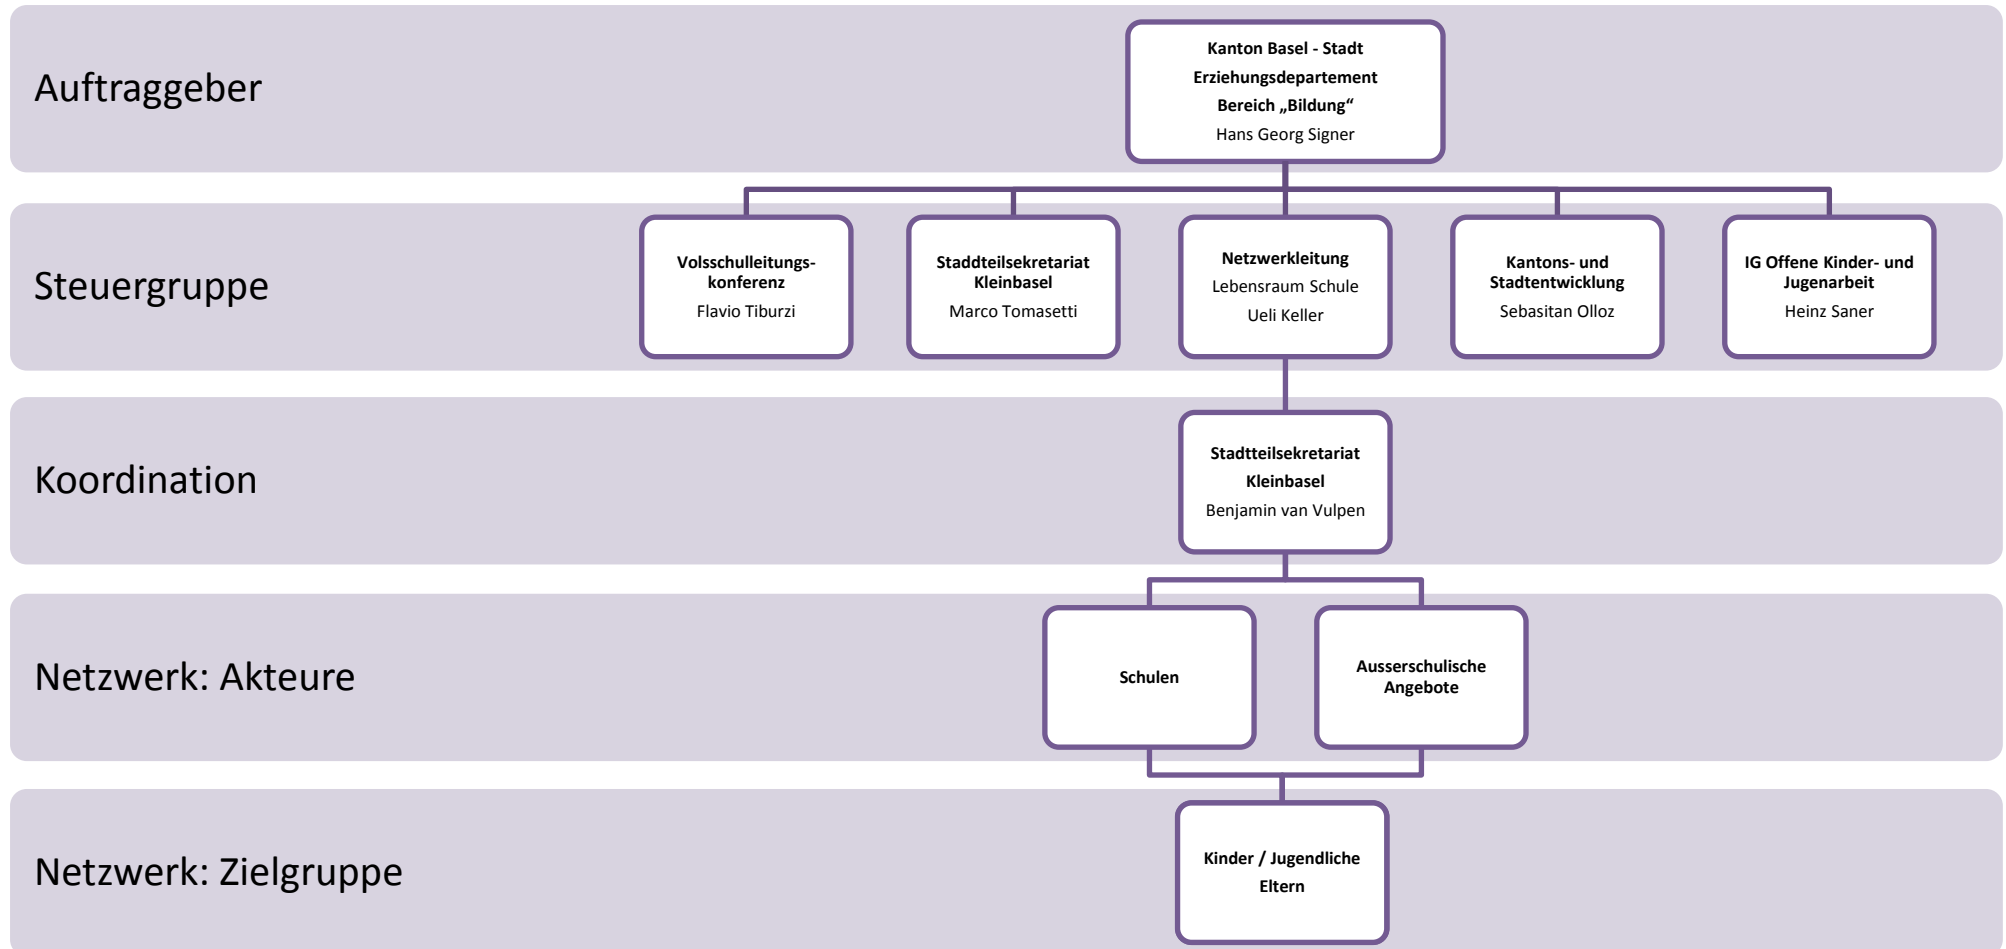 Auftraggeber
Kanton Basel - Stadt
Erziehungsdepartement
Bereich „Bildung“
Hans Georg Signer
Steuergruppe
Volsschulleitungs-
konferenz
Flavio Tiburzi
Staddteilsekretariat
Kleinbasel
Marco Tomasetti
Netzwerkleitung
Lebensraum Schule
Ueli Keller
Kantons- und
Stadtentwicklung
Sebasitan Olloz
IG Offene Kinder- und
Jugenarbeit
Heinz Saner
Koordination
Stadtteilsekretariat
Kleinbasel
Benjamin van Vulpen
Netzwerk: Akteure
Schulen
Ausserschulische
Angebote
Netzwerk: Zielgruppe
Kinder / Jugendliche
Eltern